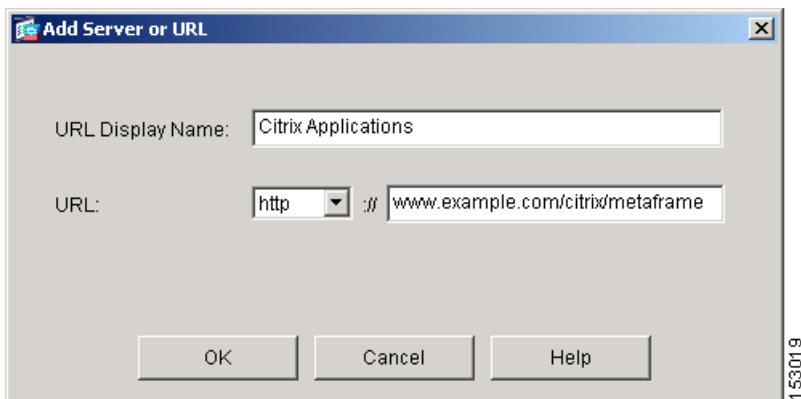 Add Server or URL
URL Display Name: Citrix Applications
URL: http :// www.example.com/citrix/metaframe
OK Cancel Help
153019